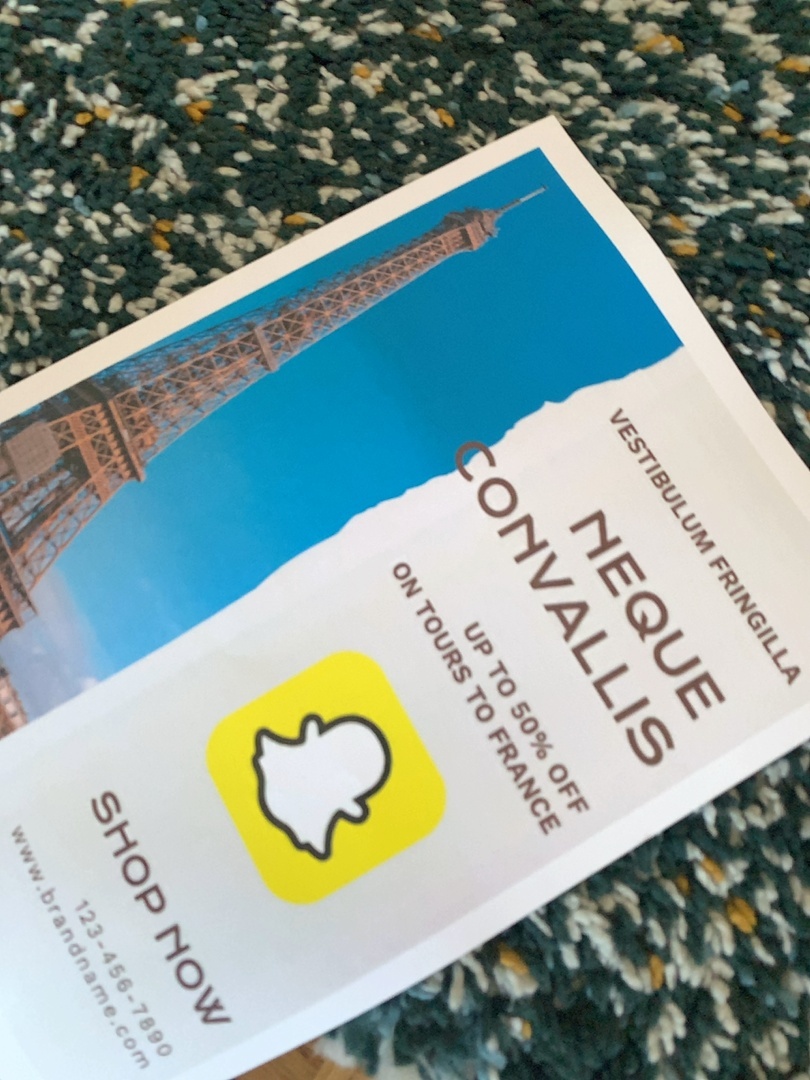 VESTIBULUM FRINGILLA
NEQUE
CONVALLIS
UP TO 50% OFF
ON TOURS TO FRANCE
SHOP NOW
123-456-7890
www.brandname.com